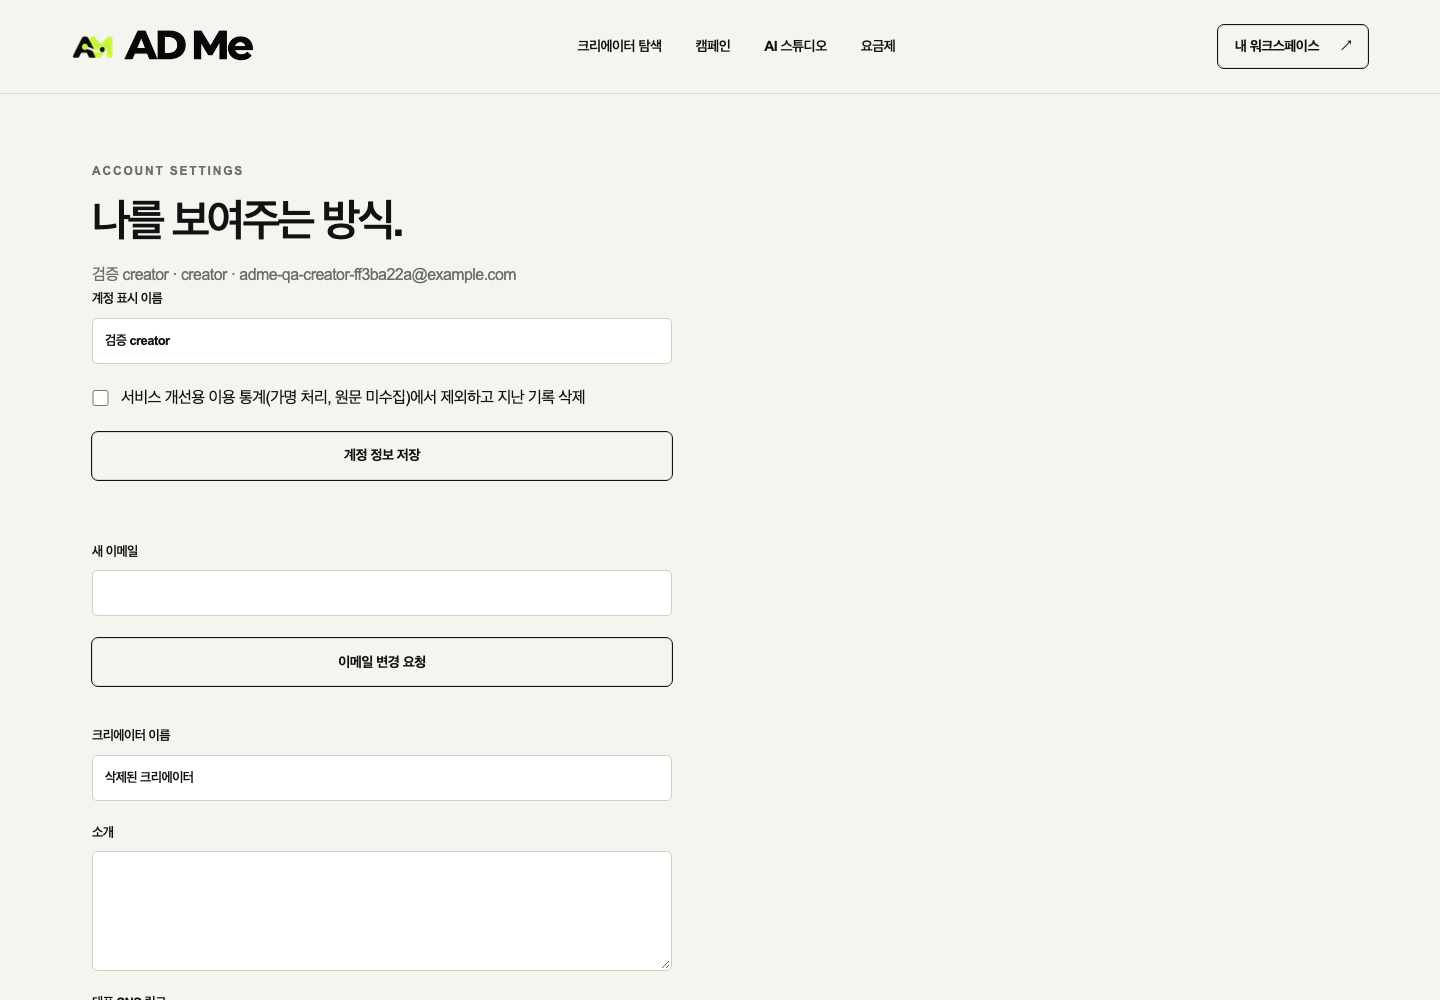 AD Me
크리에이터 탐색
캠페인
AI 스튜디오
요금제
내 워크스페이스 ↗
ACCOUNT SETTINGS
나를 보여주는 방식.
검증 creator · creator · adme-qa-creator-ff3ba22a@example.com
계정 표시 이름
검증 creator
서비스 개선용 이용 통계(가명 처리, 원문 미수집)에서 제외하고 지난 기록 삭제
계정 정보 저장
새 이메일
이메일 변경 요청
크리에이터 이름
삭제된 크리에이터
소개